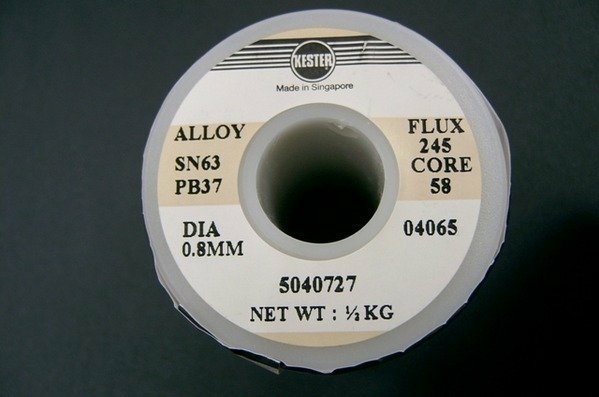 KESTER
Made in Singapore
ALLOY
SN63
PB37
FLUX
245
CORE
58
DIA
0.8MM
04065
5040727
NET WT : ½ KG